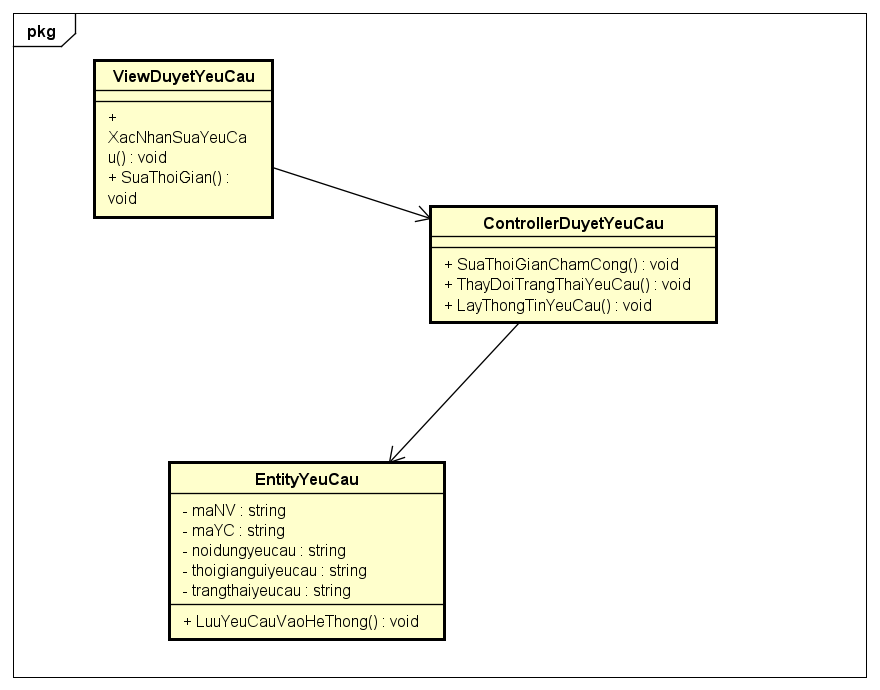 pkg
ViewDuyetYeuCau
+
XacNhanSuaYeuCa
u() : void
+ SuaThoiGian() :
void
ControllerDuyetYeuCau
+ SuaThoiGianChamCong() : void
+ ThayDoiTrangThaiYeuCau() : void
+ LayThongTinYeuCau() : void
EntityYeuCau
- maNV : string
- maYC : string
- noidungyeucau : string
- thoigianguiyeucau : string
- trangthaiyeucau : string
+ LuuYeuCauVaoHeThong() : void